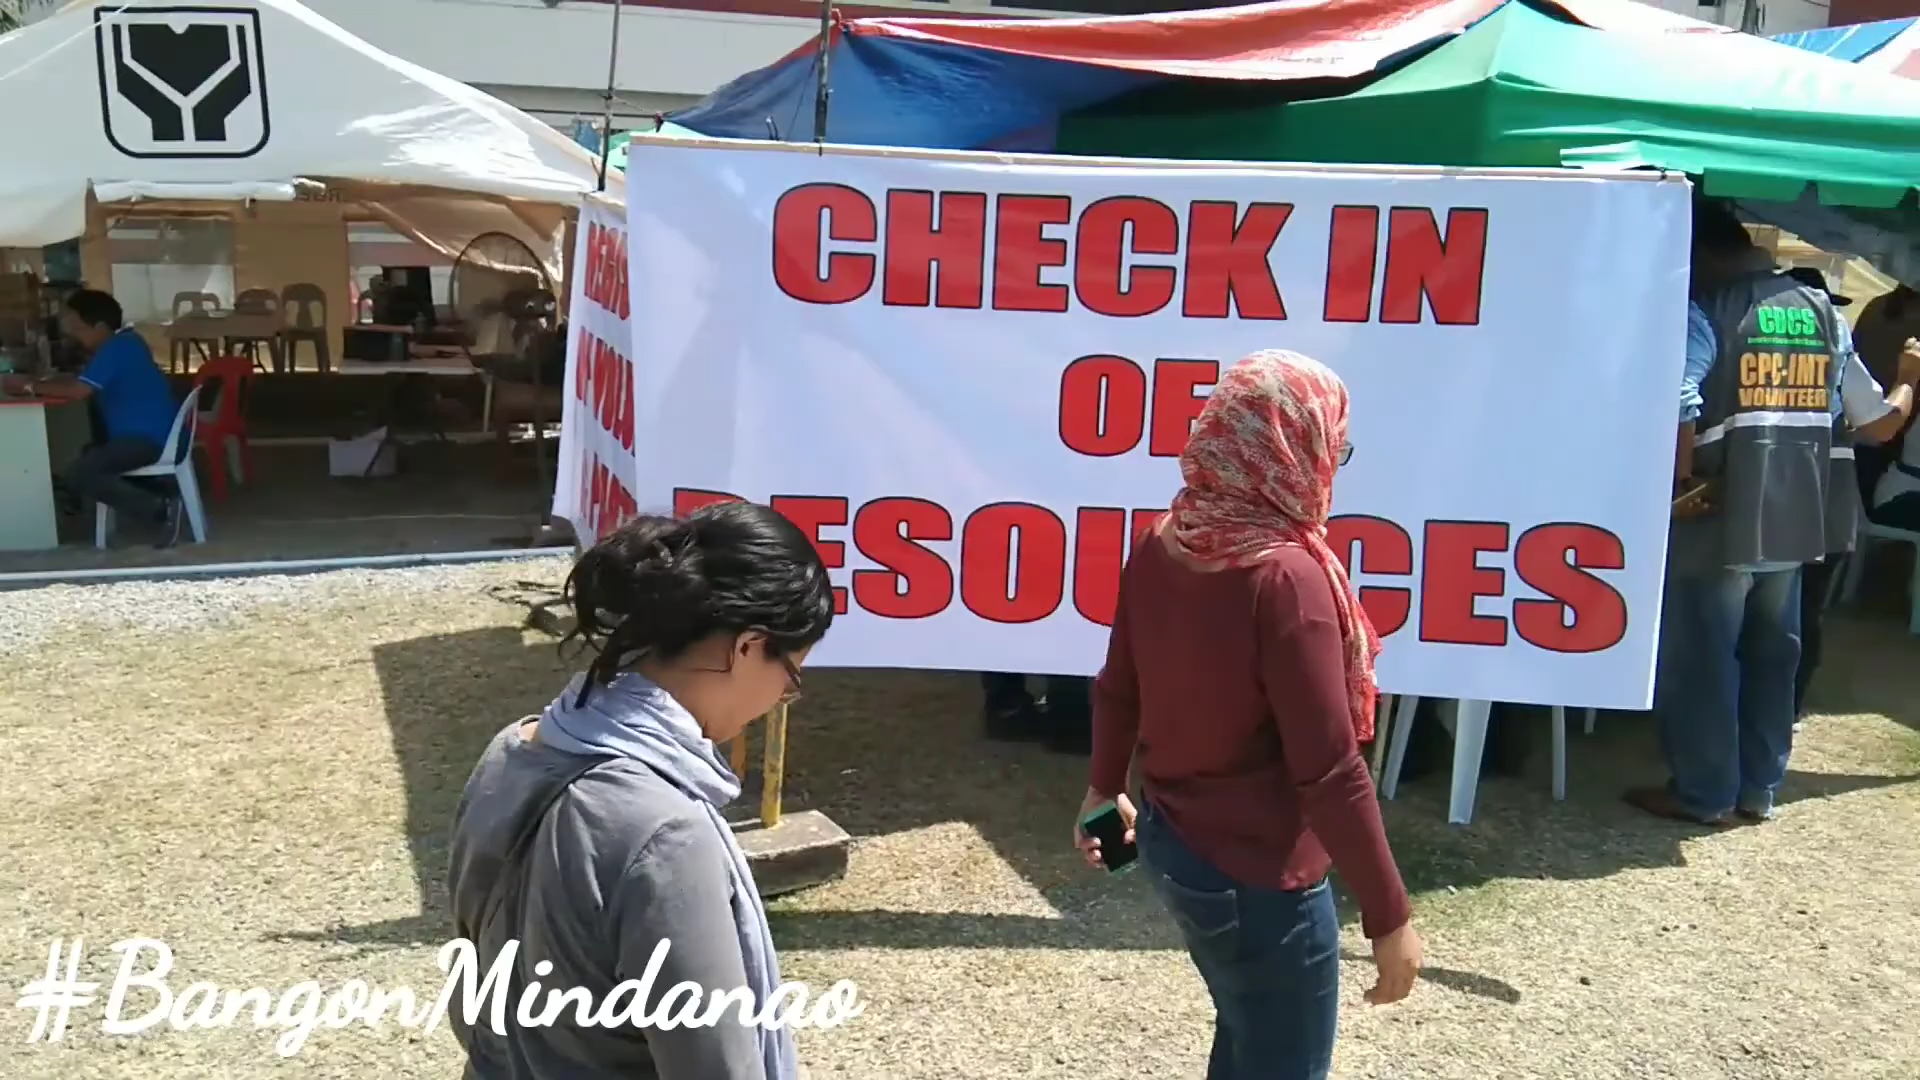 CHECK IN
OF
RESOURCES
CDCS
CPC-IMT
VOLUNTEER
#BangonMindanao